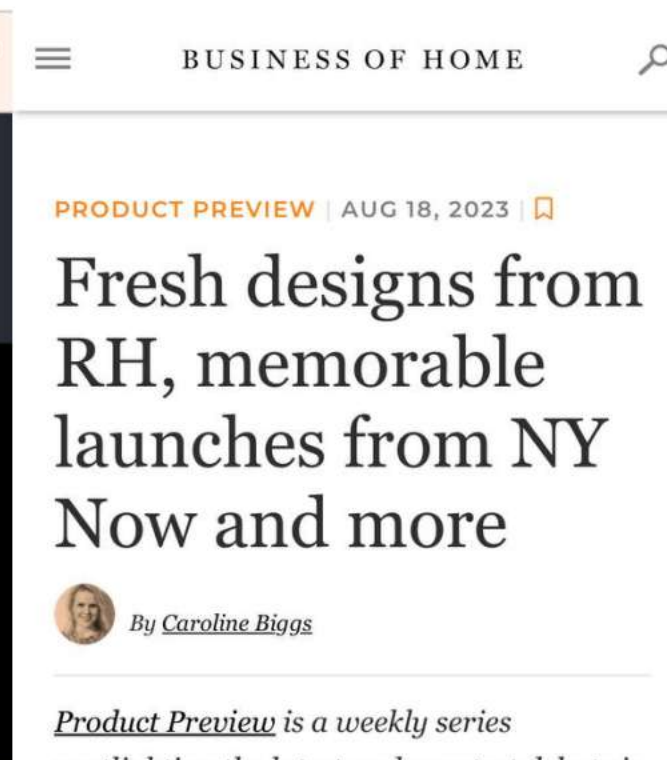 BUSINESS OF HOME
PRODUCT PREVIEW | AUG 18, 2023 |
Fresh designs from
RH, memorable
launches from NY
Now and more
By Caroline Biggs
Product Preview is a weekly series